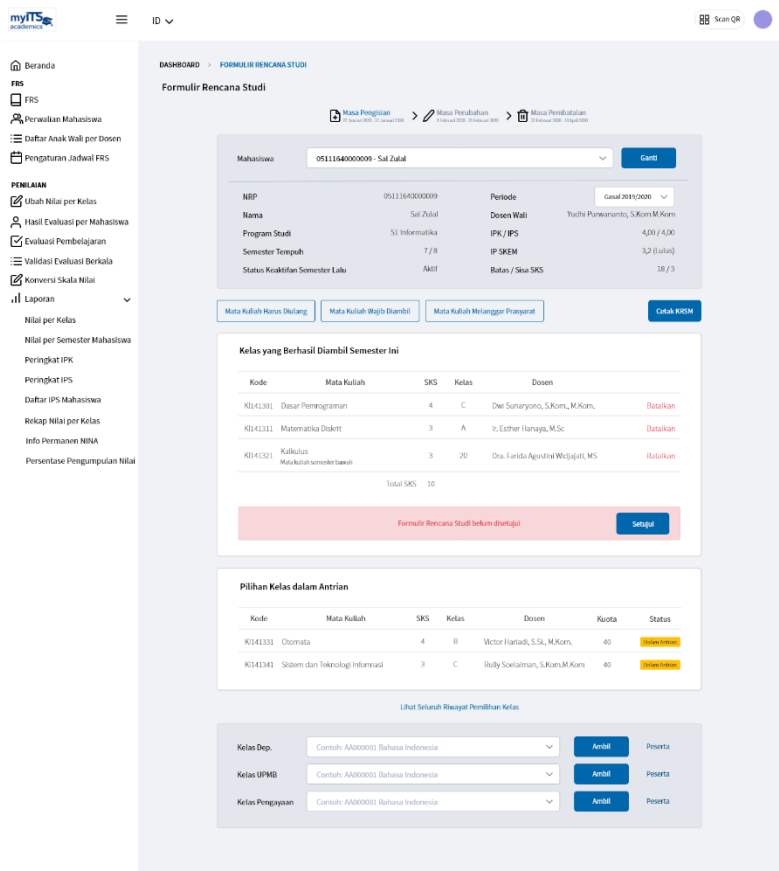 myITS
academics
ID
Scan QR
Beranda
FRS
FRS
Perwalian Mahasiswa
Daftar Anak Wali per Dosen
Pengaturan Jadwal FRS
PENILAIAN
Ubah Nilai per Kelas
Hasil Evaluasi per Mahasiswa
Evaluasi Pembelajaran
Validasi Evaluasi Berkala
Konversi Skala Nilai
Laporan
Nilai per Kelas
Nilai per Semester Mahasiswa
Peringkat IPK
Peringkat IPS
Daftar IPS Mahasiswa
Rekap Nilai per Kelas
Info Permanen NINA
Persentase Pengumpulan Nilai
DASHBOARD > FORMULIR RENCANA STUDI
Formulir Rencana Studi
Masa Pengisian > Masa Perubahan > Masa Pembatalan
Mahasiswa 05111640000009 - Sal Zulal Ganti
NRP 05111640000009 Periode Gasal 2019/2020
Nama Sal Zulal Dosen Wali Yudhi Purwananto, S.Kom M.Kom
Program Studi S1 Informatika IPK / IPS 4,00 / 4,00
Semester Tempuh 7 / 8 IP SKEM 3,2 (Lulus)
Status Keaktifan Semester Lalu Aktif Batas / Sisa SKS 18 / 3
Mata Kuliah Harus Diulang Mata Kuliah Wajib Diambil Mata Kuliah Melanggar Prasyarat Cetak KRSM
Kelas yang Berhasil Diambil Semester Ini
Kode Mata Kuliah SKS Kelas Dosen
KI141301 Dasar Pemrograman 4 C Dwi Sunaryono, S.Kom., M.Kom. Batalkan
KI141311 Matematika Diskrit 3 A Ir. Esther Hanaya, M.Sc Batalkan
KI141321 Kalkulus 3 20 Dra. Farida Agustini Widjajati, MS Batalkan
Mata kuliah semester bawah
Total SKS 10
Formulir Rencana Studi belum disetujui Setujui
Pilihan Kelas dalam Antrian
Kode Mata Kuliah SKS Kelas Dosen Kuota Status
KI141331 Otomata 4 B Victor Hariadi, S.Si., M.Kom. 40 Dalam Antrian
KI141341 Sistem dan Teknologi Informasi 3 C Rully Soelaiman, S.Kom.M.Kom 40 Dalam Antrian
Lihat Seluruh Riwayat Pemilihan Kelas
Kelas Dep. Contoh: AA000001 Bahasa Indonesia Ambil Peserta
Kelas UPMB Contoh: AA000001 Bahasa Indonesia Ambil Peserta
Kelas Pengayaan Contoh: AA000001 Bahasa Indonesia Ambil Peserta